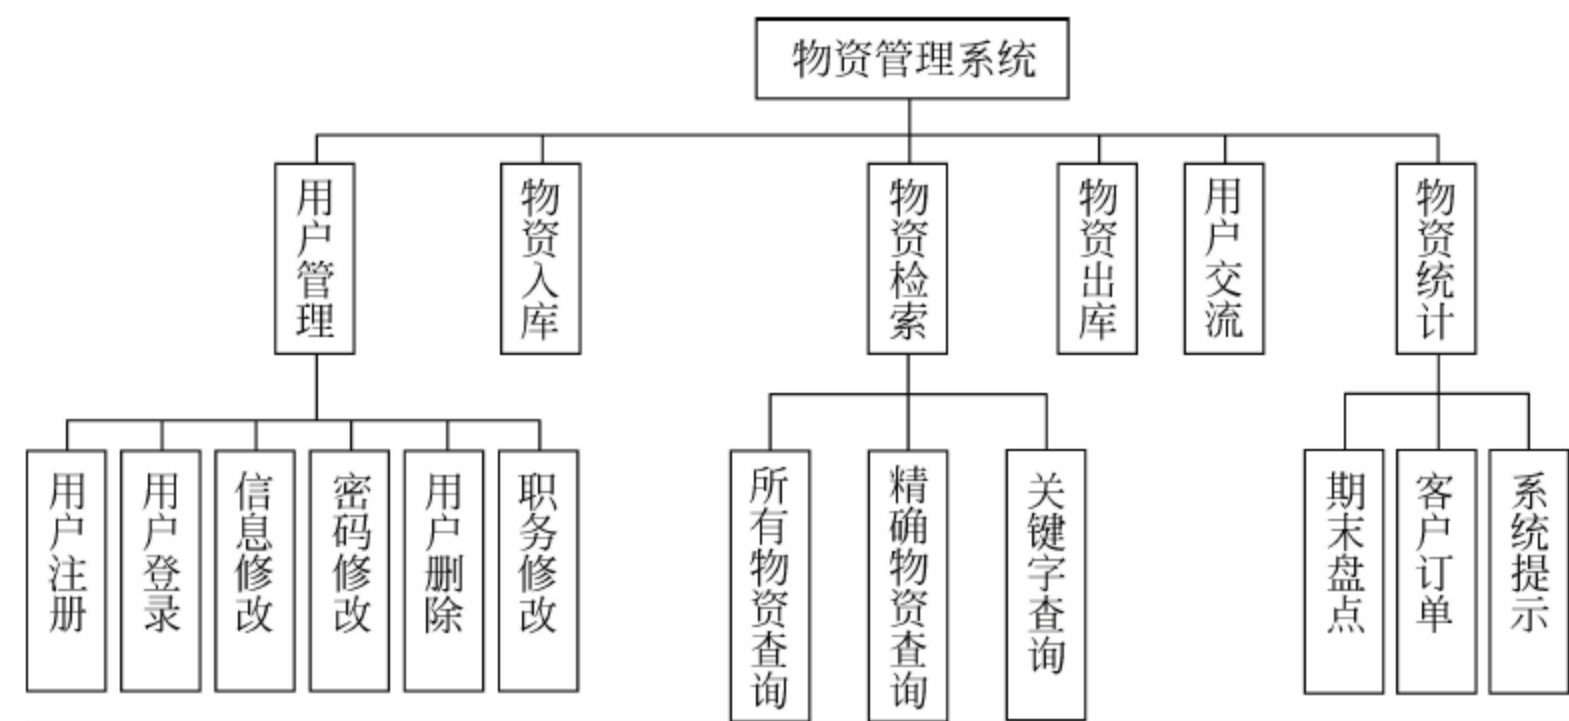 物资管理系统
用户管理
物资入库
物资检索
物资出库
用户交流
物资统计
用户注册
用户登录
信息修改
密码修改
用户删除
职务修改
所有物资查询
精确物资查询
关键字查询
期末盘点
客户订单
系统提示